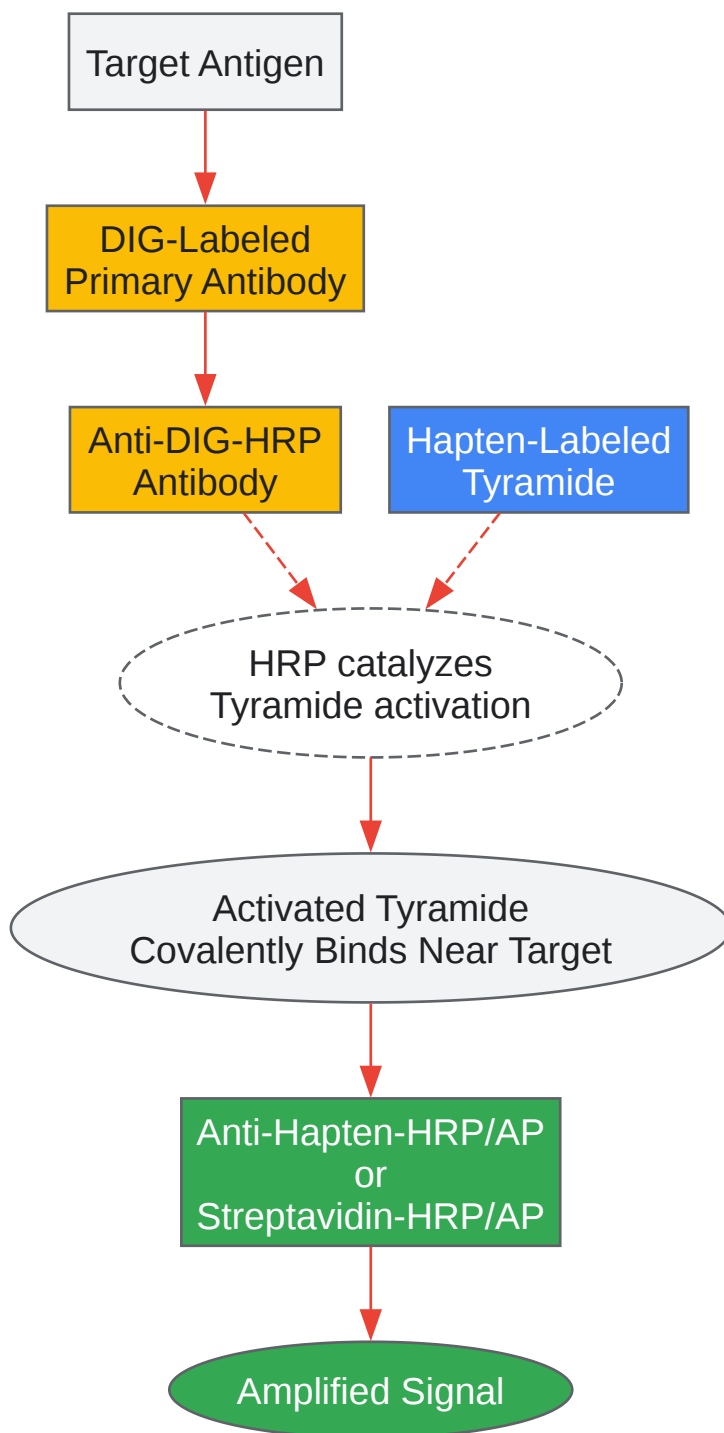 Target Antigen
DIG-Labeled
Primary Antibody
Anti-DIG-HRP
Antibody
Hapten-Labeled
Tyramide
HRP catalyzes
Tyramide activation
Activated Tyramide
Covalently Binds Near Target
Anti-Hapten-HRP/AP
or
Streptavidin-HRP/AP
Amplified Signal